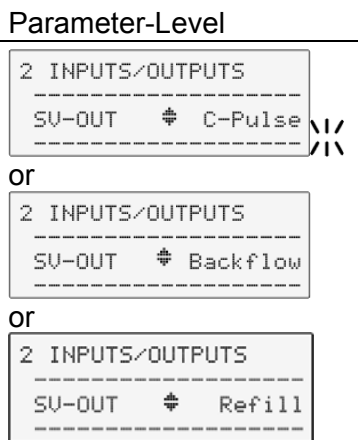 Parameter-Level
2 INPUTS/OUTPUTS
SV-OUT C-Pulse
or
2 INPUTS/OUTPUTS
SV-OUT Backflow
or
2 INPUTS/OUTPUTS
SV-OUT Refill